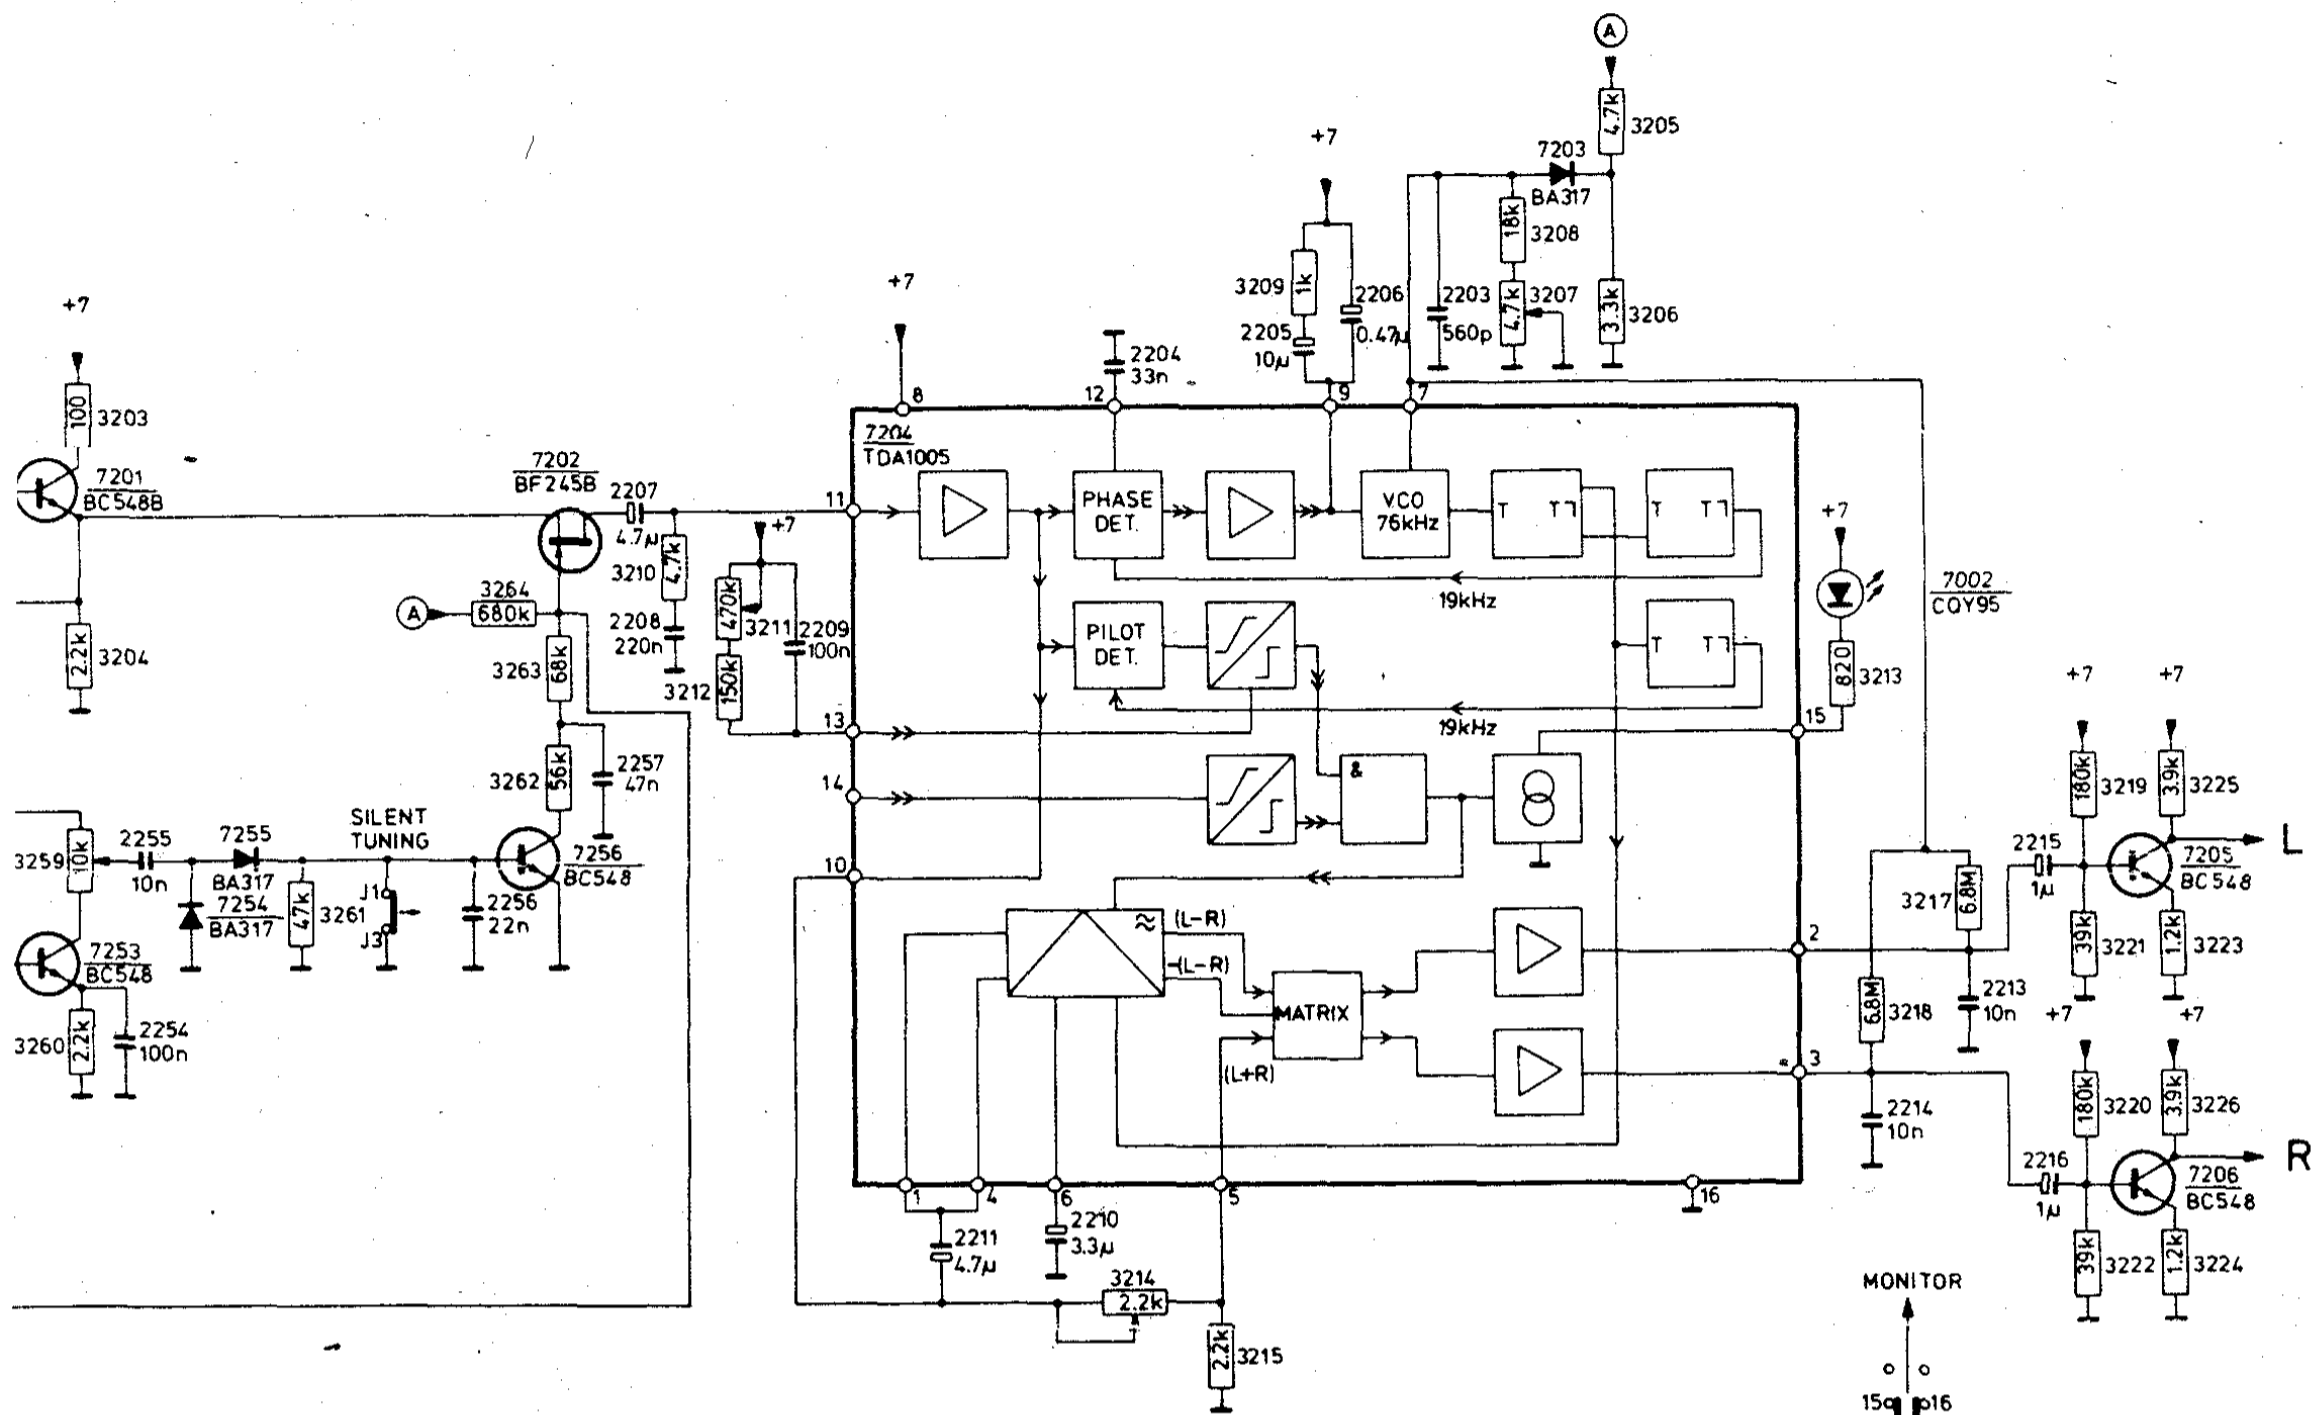 A
4.7k
3205
+7
7203
BA317
18k
3208
3209
1k
2206
0.47µ
2203
560p
4.7k
3207
3.3k
3206
2205
10µ
+7
+7
2204
33n
100
3203
8
12
9
7
7204
TDA1005
7201
BC548B
7202
BF245B
2207
4.7µ
11
+7
PHASE
DET.
VCO
76kHz
T
T
T
T
+7
3210
4.7k
3264
680k
A
2208
220n
470k
3211
2209
100n
19kHz
7002
CQY95
2.2k
3204
3263
68k
3212
150k
PILOT
DET.
T
T
820
3213
13
19kHz
15
+7
+7
3262
56k
2257
47n
14
&
180k
3219
3.9k
3225
SILENT
TUNING
3259
10k
2255
10n
7255
BA317
7254
BA317
47k
3261
J1
J3
2256
22n
7256
BC548
10
2215
1µ
7205
BC548
L
3217
6.8M
39k
3221
1.2k
3223
(L-R)
-(L-R)
2
7253
BC548
MATRIX
6.8M
3218
2213
10n
+7
+7
3260
2.2k
2254
100n
(L+R)
3
2214
10n
180k
3220
3.9k
3226
1
4
6
5
16
2216
1µ
7206
BC548
R
2211
4.7µ
2210
3.3µ
39k
3222
1.2k
3224
3214
2.2k
MONITOR
2.2k
3215
15
16